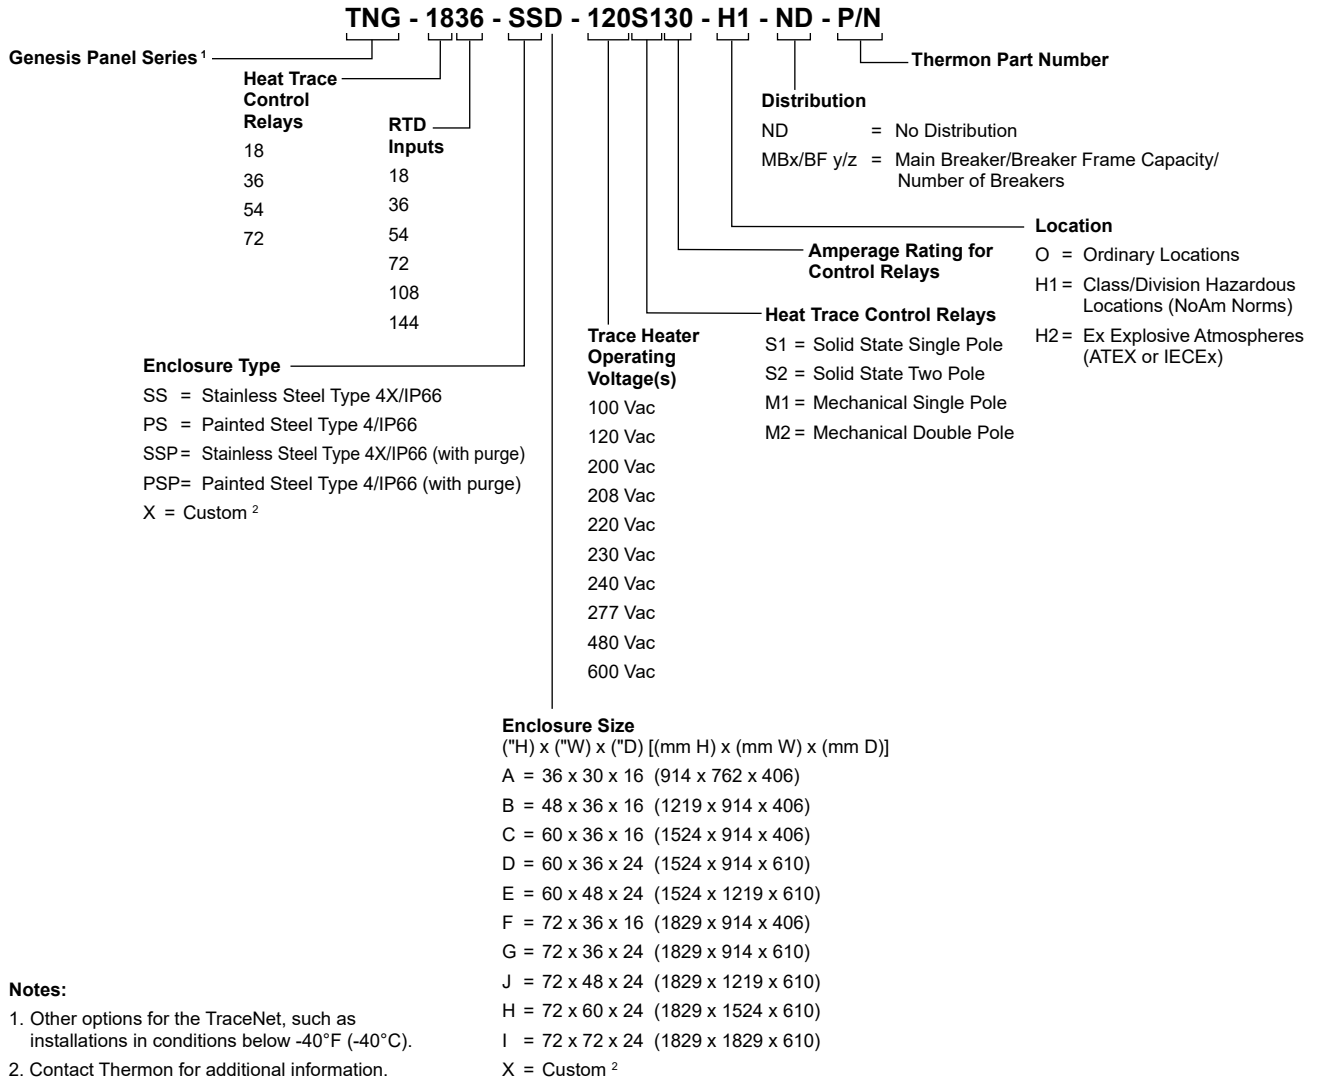 TNG - 1836 - SSD - 120S130 - H1 - ND - P/N
Genesis Panel Series 1
Thermon Part Number
Heat Trace
Control
Relays
18
36
54
72
RTD
Inputs
18
36
54
72
108
144
Distribution
ND = No Distribution
MBx/BF y/z = Main Breaker/Breaker Frame Capacity/
Number of Breakers
Location
O = Ordinary Locations
H1 = Class/Division Hazardous
Locations (NoAm Norms)
H2 = Ex Explosive Atmospheres
(ATEX or IECEx)
Amperage Rating for
Control Relays
Heat Trace Control Relays
S1 = Solid State Single Pole
S2 = Solid State Two Pole
M1 = Mechanical Single Pole
M2 = Mechanical Double Pole
Trace Heater
Operating
Voltage(s)
100 Vac
120 Vac
200 Vac
208 Vac
220 Vac
230 Vac
240 Vac
277 Vac
480 Vac
600 Vac
Enclosure Type
SS = Stainless Steel Type 4X/IP66
PS = Painted Steel Type 4/IP66
SSP = Stainless Steel Type 4X/IP66 (with purge)
PSP= Painted Steel Type 4/IP66 (with purge)
X = Custom 2
Enclosure Size
("H) x ("W) x ("D) [(mm H) x (mm W) x (mm D)]
A = 36 x 30 x 16 (914 x 762 x 406)
B = 48 x 36 x 16 (1219 x 914 x 406)
C = 60 x 36 x 16 (1524 x 914 x 406)
D = 60 x 36 x 24 (1524 x 914 x 610)
E = 60 x 48 x 24 (1524 x 1219 x 610)
F = 72 x 36 x 16 (1829 x 914 x 406)
G = 72 x 36 x 24 (1829 x 914 x 610)
J = 72 x 48 x 24 (1829 x 1219 x 610)
H = 72 x 60 x 24 (1829 x 1524 x 610)
I = 72 x 72 x 24 (1829 x 1829 x 610)
X = Custom 2
Notes:
1. Other options for the TraceNet, such as
installations in conditions below -40°F (-40°C).
2. Contact Thermon for additional information.